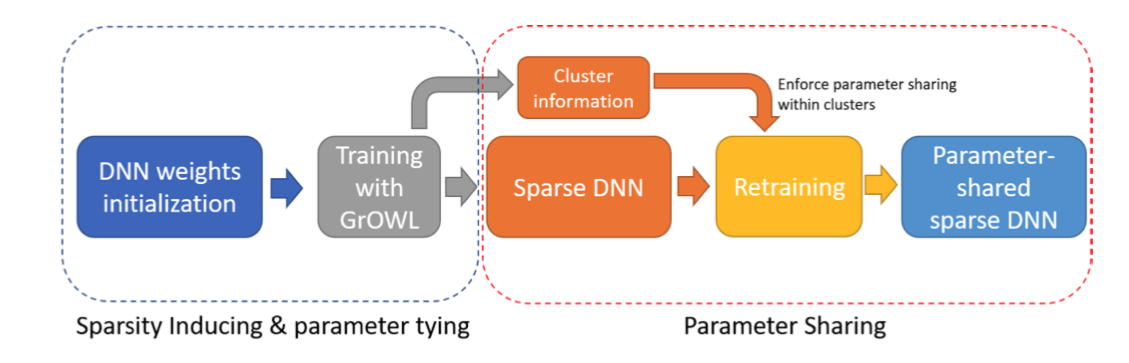 Cluster
information
Enforce parameter sharing
within clusters
DNN weights
initialization
Training
with
GrOWL
Sparse DNN
Retraining
Parameter-
shared
sparse DNN
Sparsity Inducing & parameter tying
Parameter Sharing